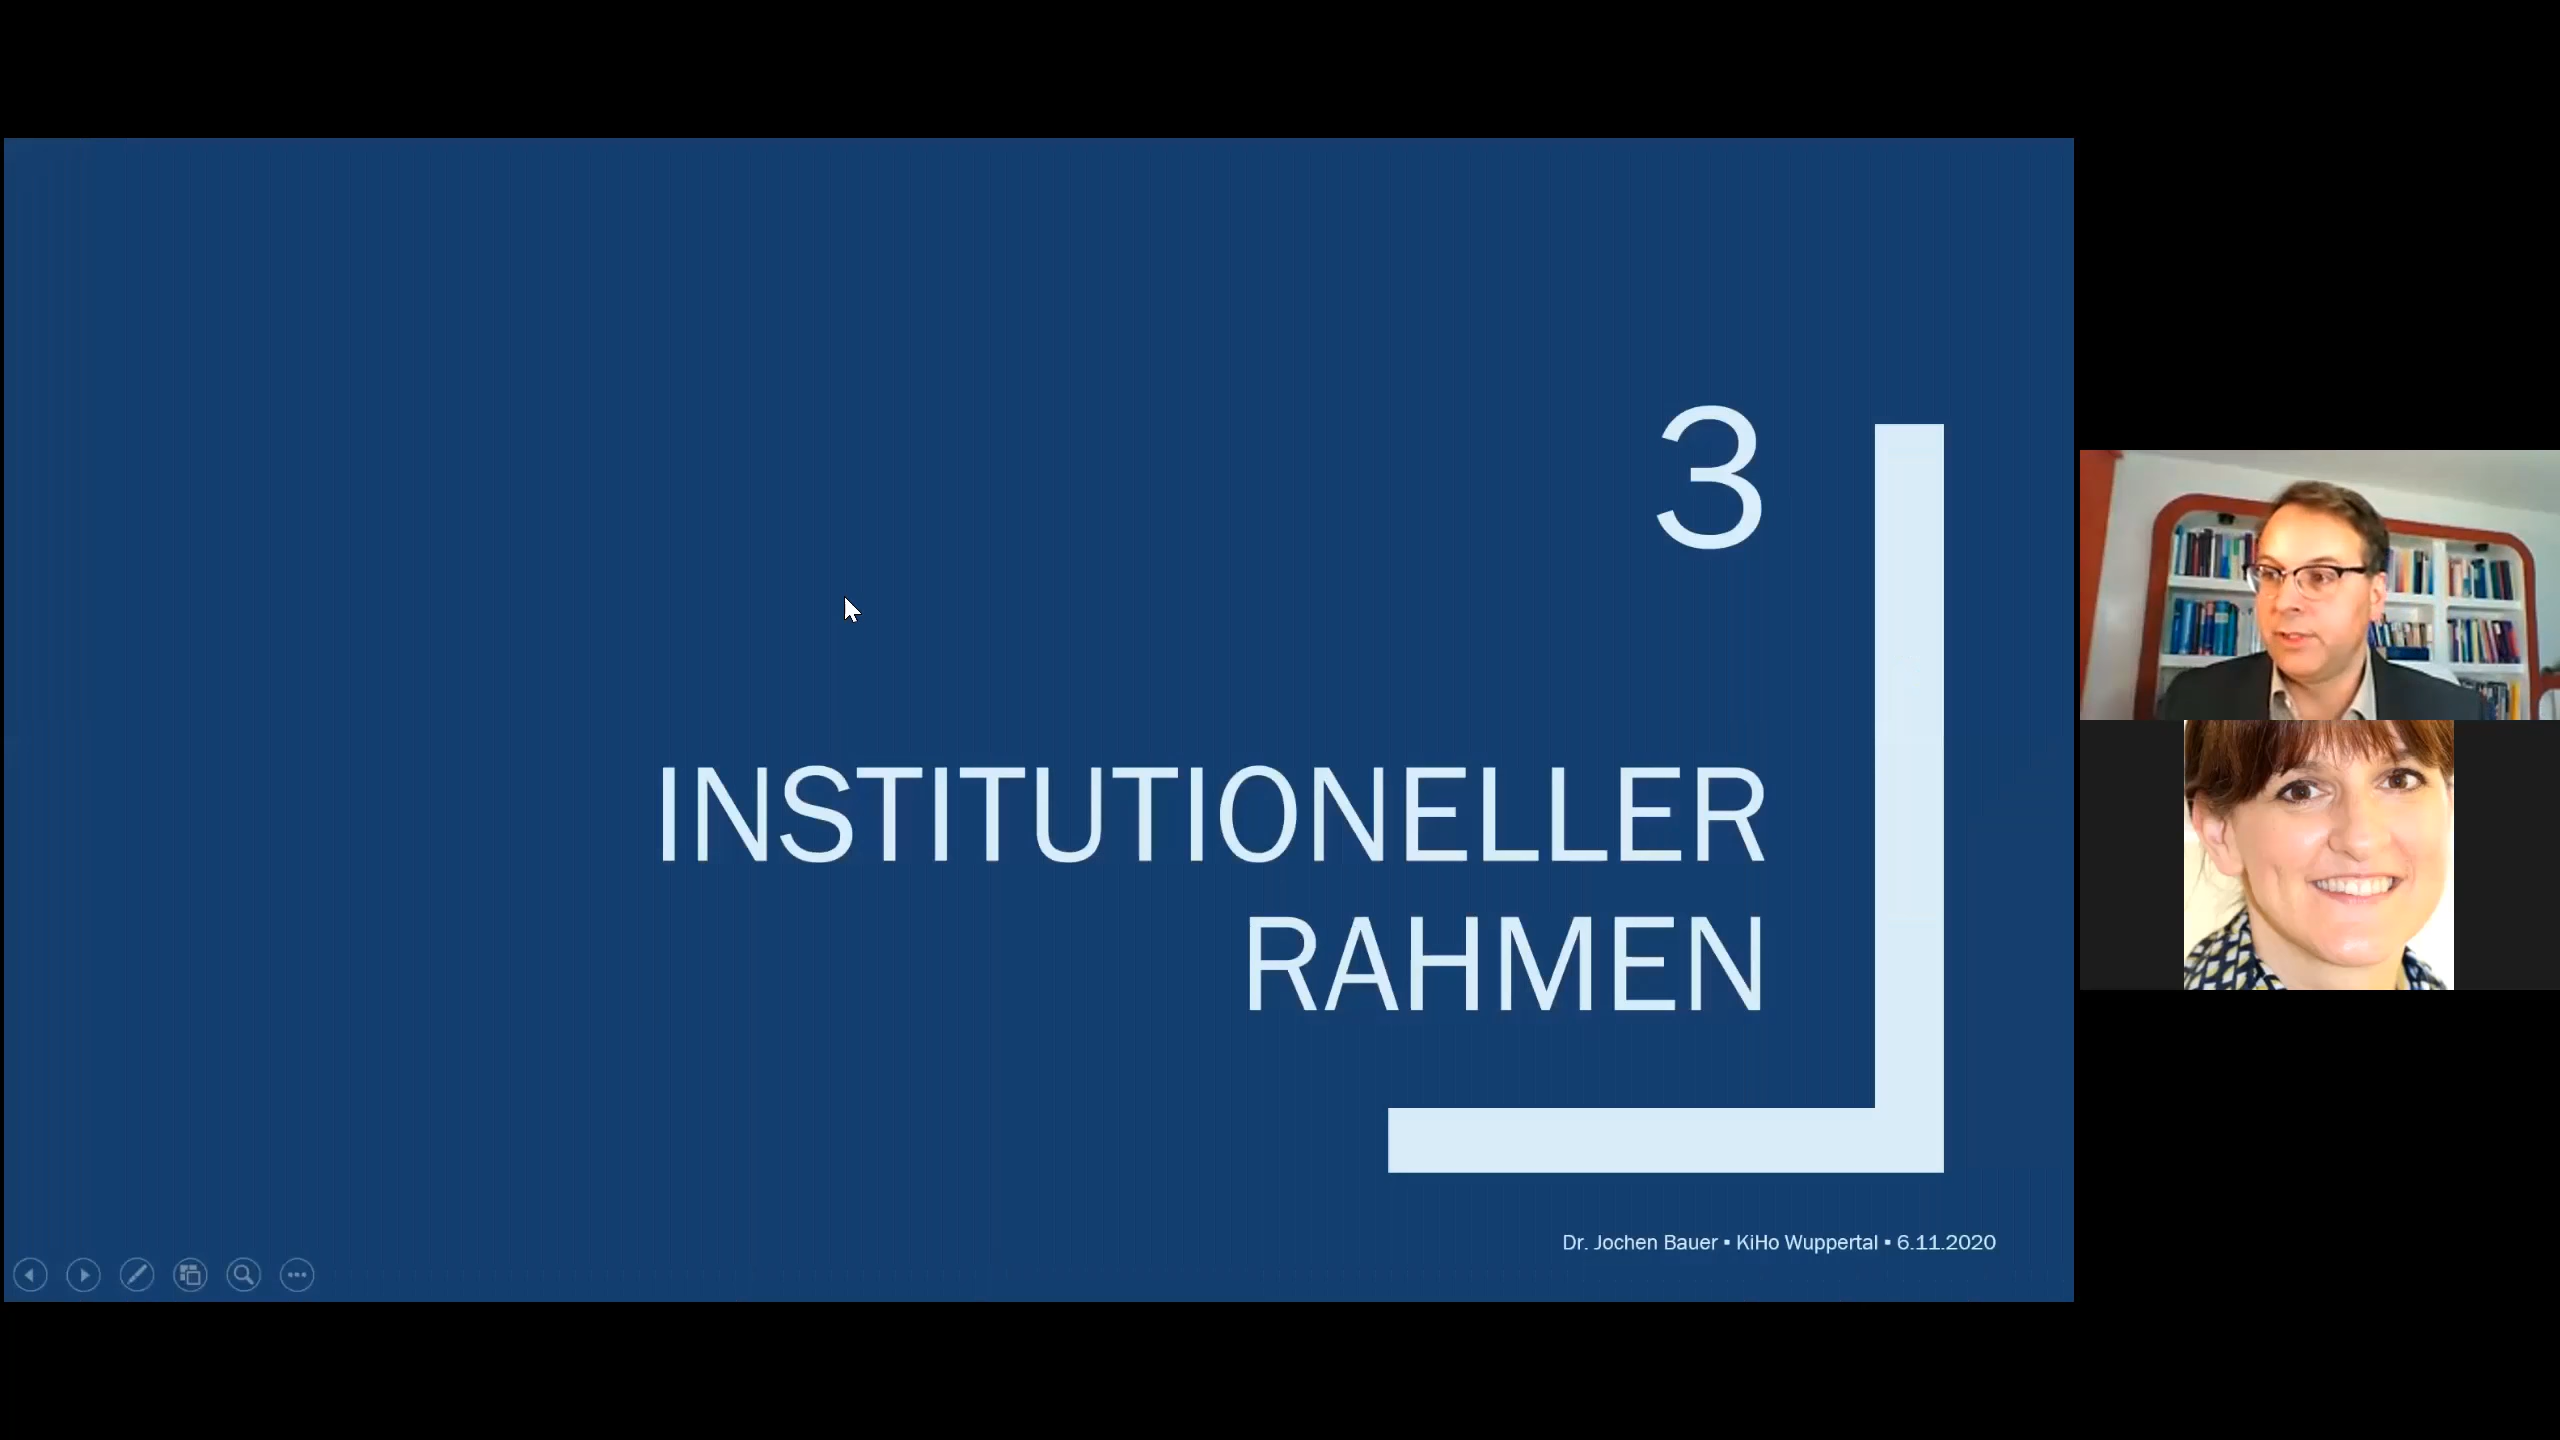 3
INSTITUTIONELLER
RAHMEN
Dr. Jochen Bauer ▪ KiHo Wuppertal ▪ 6.11.2020